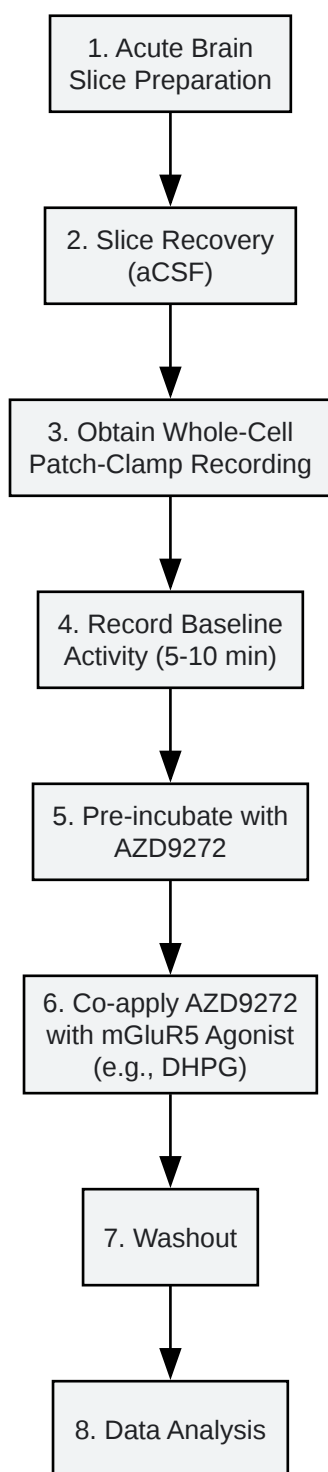 1. Acute Brain
Slice Preparation
2. Slice Recovery
(aCSF)
3. Obtain Whole-Cell
Patch-Clamp Recording
4. Record Baseline
Activity (5-10 min)
5. Pre-incubate with
AZD9272
6. Co-apply AZD9272
with mGluR5 Agonist
(e.g., DHPG)
7. Washout
8. Data Analysis